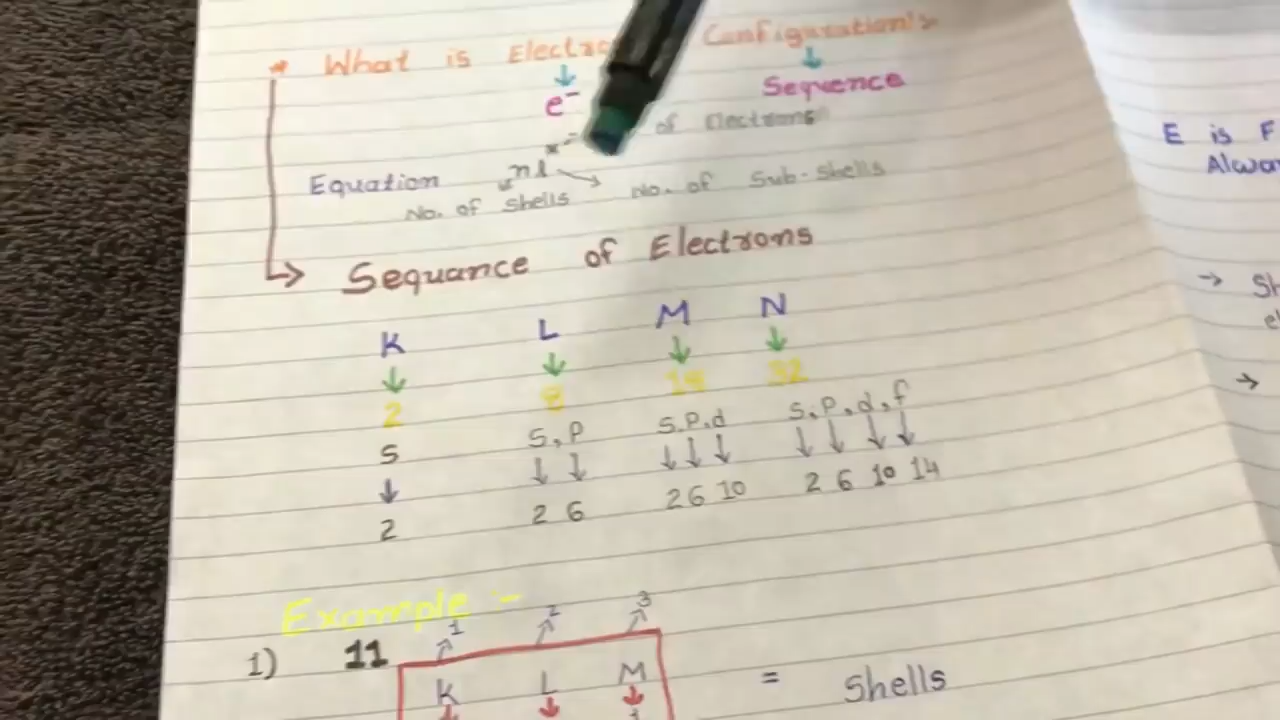 * What is Configuration:-
e⁻ Sequence
of Electrons
Equation nl
No. of Shells No. of Sub-Shells
Sequance of Electrons
K L M N
2 8 18 32
S S, P S, P, d S, P, d, f
2 2 6 2 6 10 2 6 10 14
Example :-
1 2 3
1) 11
K L M = Shells
E is F
Alwa